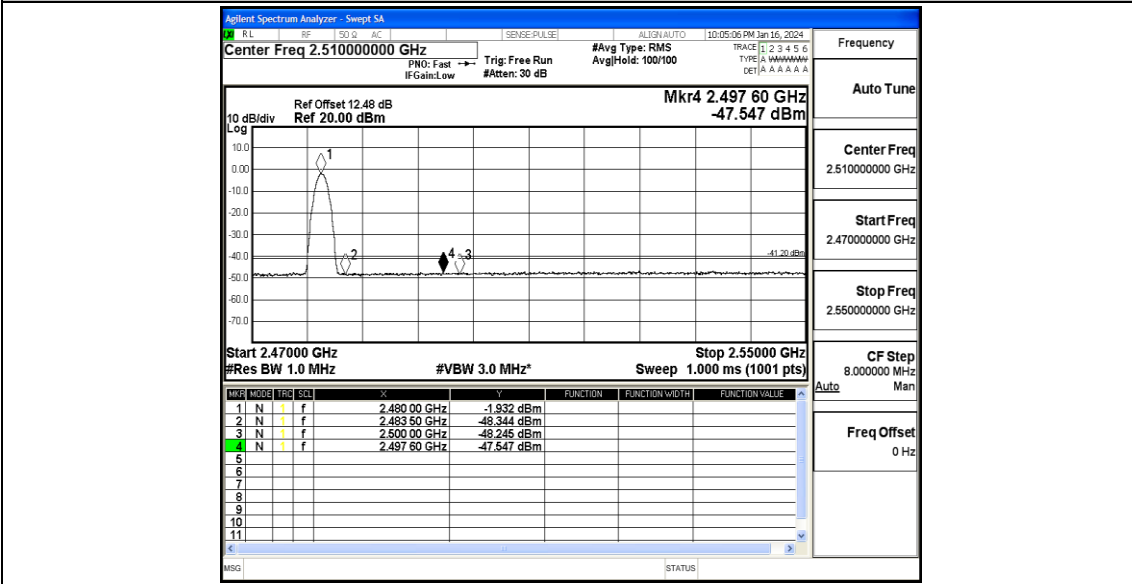 Agilent Spectrum Analyzer - Swept SA
RL RF 50 Ω AC SENSE:PULSE ALIGN AUTO 10:05:06 PM Jan 16, 2024
Center Freq 2.510000000 GHz
PNO: Fast
IFGain:Low
Trig: Free Run
#Atten: 30 dB
#Avg Type: RMS
Avg|Hold: 100/100
TRACE 1 2 3 4 5 6
TYPE A WWWWW
DET A A A A A A
Mkr4 2.497 60 GHz
-47.547 dBm
Ref Offset 12.48 dB
10 dB/div Ref 20.00 dBm
Log
10.0
0.00
-10.0
-20.0
-30.0
-40.0
-50.0
-60.0
-70.0
1
2
4
3
-41.20 dBm
Start 2.47000 GHz Stop 2.55000 GHz
#Res BW 1.0 MHz #VBW 3.0 MHz* Sweep 1.000 ms (1001 pts)
MKR MODE TRC SCL X Y FUNCTION FUNCTION WIDTH FUNCTION VALUE
1 N 1 f 2.480 00 GHz -1.932 dBm
2 N 1 f 2.483 50 GHz -48.344 dBm
3 N 1 f 2.500 00 GHz -48.245 dBm
4 N 1 f 2.497 60 GHz -47.547 dBm
5
6
7
8
9
10
11
MSG STATUS
Frequency
Auto Tune
Center Freq
2.510000000 GHz
Start Freq
2.470000000 GHz
Stop Freq
2.550000000 GHz
CF Step
8.000000 MHz
Auto Man
Freq Offset
0 Hz